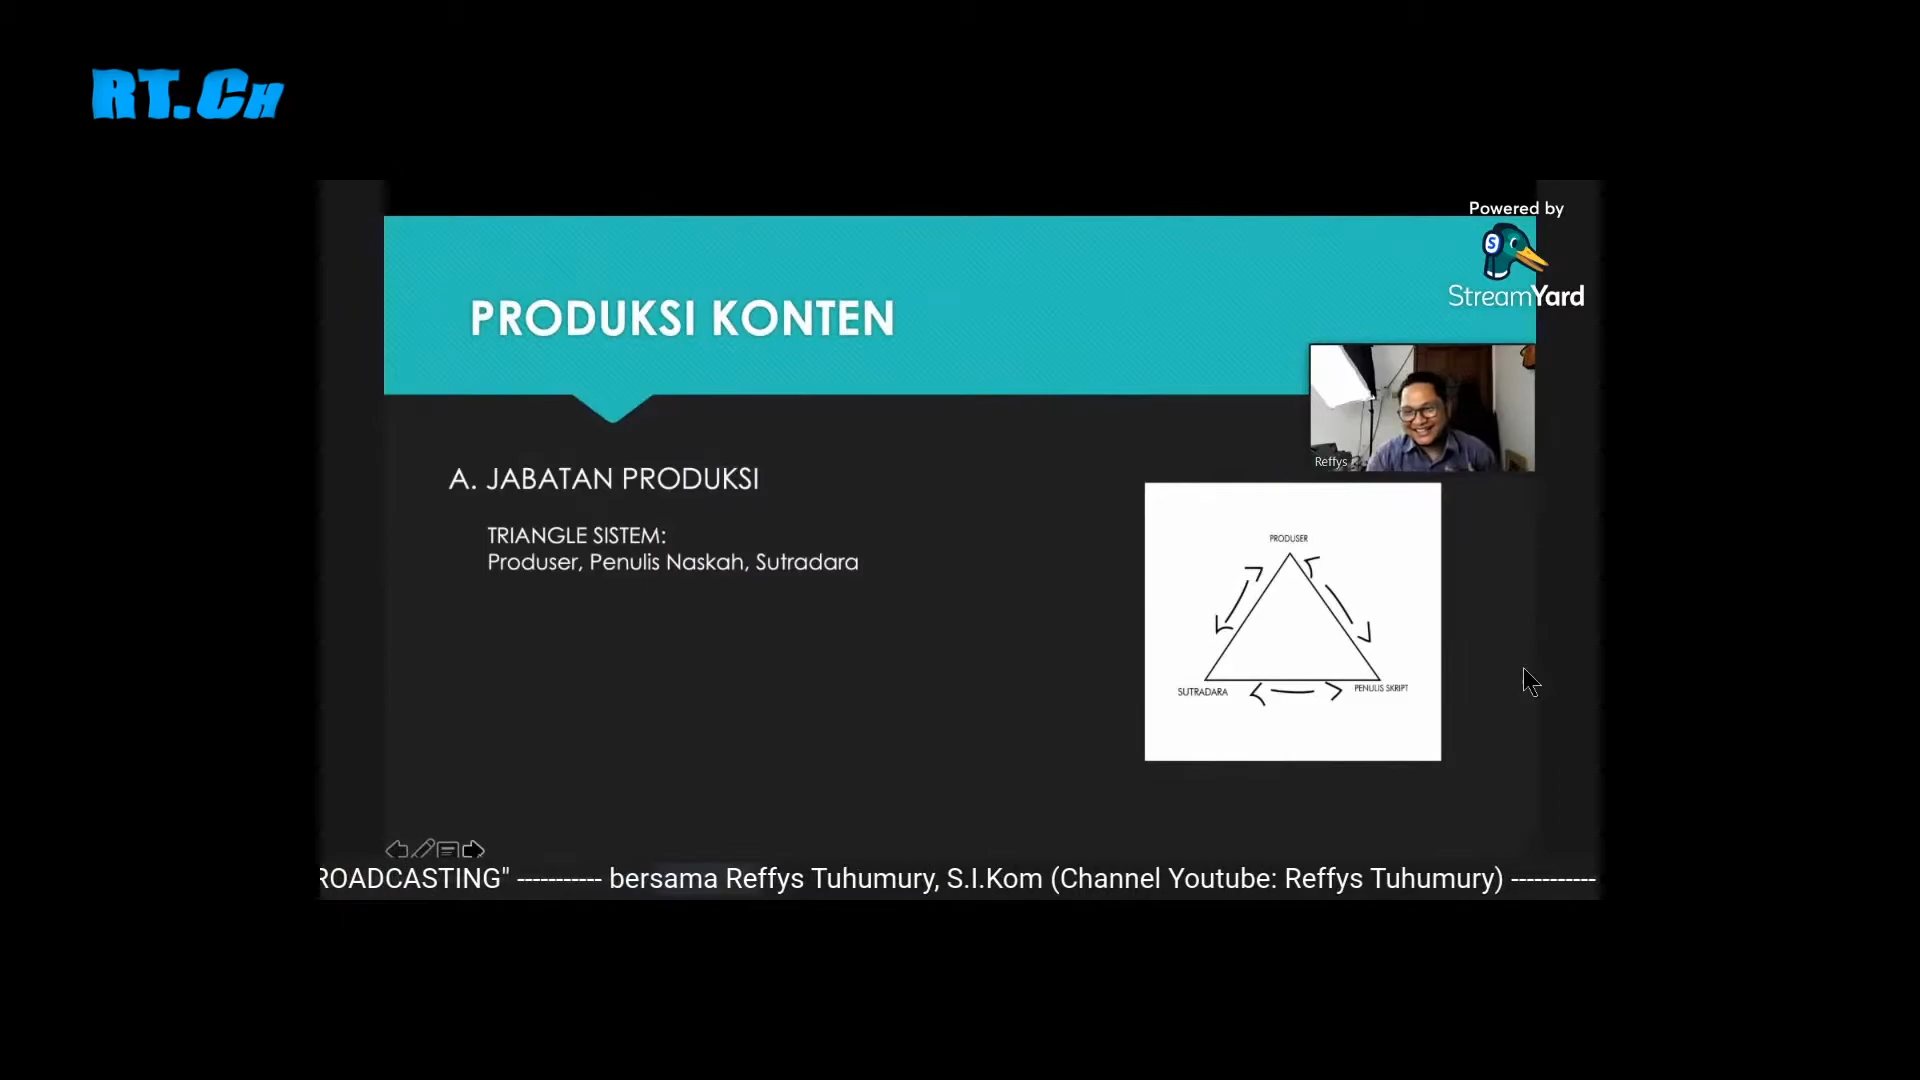 RT.CH
Powered by
StreamYard
PRODUKSI KONTEN
Reffys
A. JABATAN PRODUKSI
TRIANGLE SISTEM:
Produser, Penulis Naskah, Sutradara
PRODUSER
SUTRADARA
PENULIS SKRIPT
ROADCASTING" ----------- bersama Reffys Tuhumury, S.I.Kom (Channel Youtube: Reffys Tuhumury) -----------